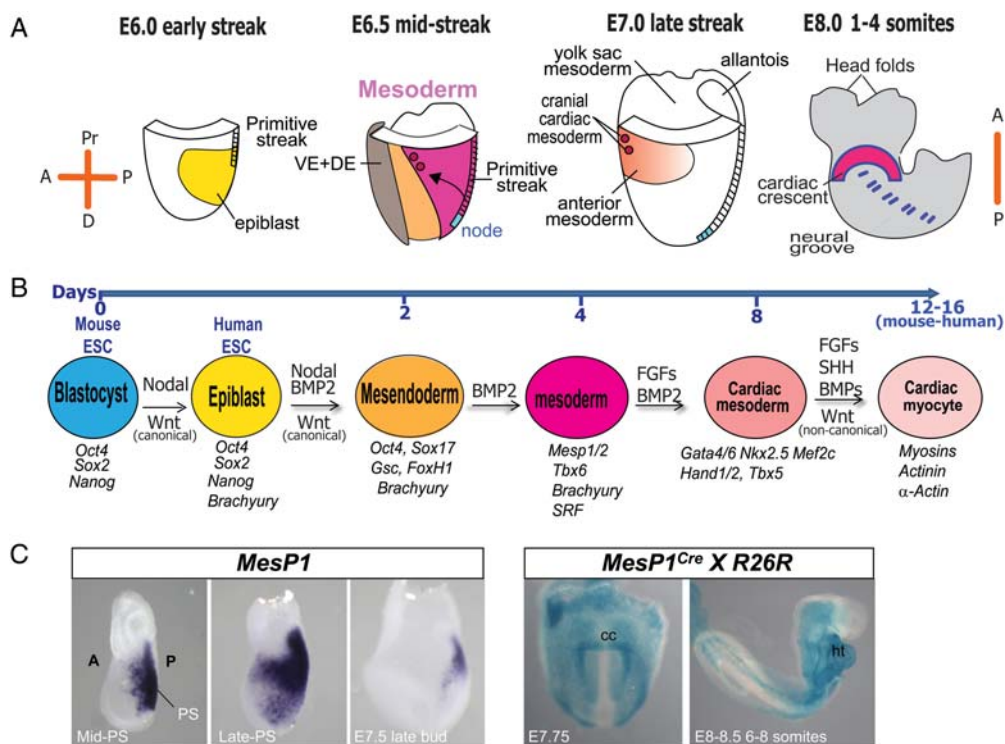 A
E6.0 early streak
E6.5 mid-streak
E7.0 late streak
E8.0 1-4 somites
Pr
A
P
D
Primitive
streak
epiblast
Mesoderm
VE+DE
Primitive
streak
node
yolk sac
mesoderm
allantois
cranial
cardiac
mesoderm
anterior
mesoderm
Head folds
cardiac
crescent
neural
groove
A
P
B
Days
0
2
4
8
12-16
(mouse-human)
Mouse
ESC
Human
ESC
Blastocyst
Oct4
Sox2
Nanog
Nodal
Wnt
(canonical)
Epiblast
Oct4
Sox2
Nanog
Brachyury
Nodal
BMP2
Wnt
(canonical)
Mesendoderm
Oct4, Sox17
Gsc, FoxH1
Brachyury
BMP2
mesoderm
Mesp1/2
Tbx6
Brachyury
SRF
FGFs
BMP2
Cardiac
mesoderm
Gata4/6 Nkx2.5 Mef2c
Hand1/2, Tbx5
FGFs
SHH
BMPs
Wnt
(non-canonical)
Cardiac
myocyte
Myosins
Actinin
α-Actin
C
MesP1
MesP1Cre X R26R
A
P
PS
Mid-PS
Late-PS
E7.5 late bud
cc
E7.75
ht
E8-8.5 6-8 somites